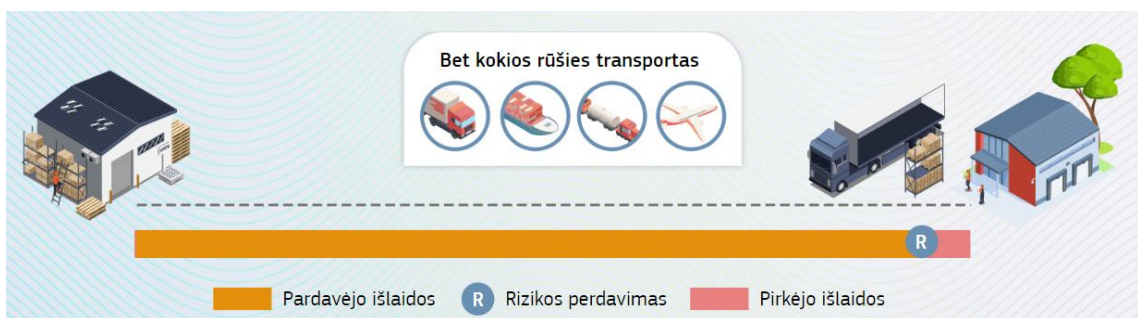 Bet kokios rūšies transportas
R
Pardavėjo išlaidos R Rizikos perdavimas Pirkėjo išlaidos